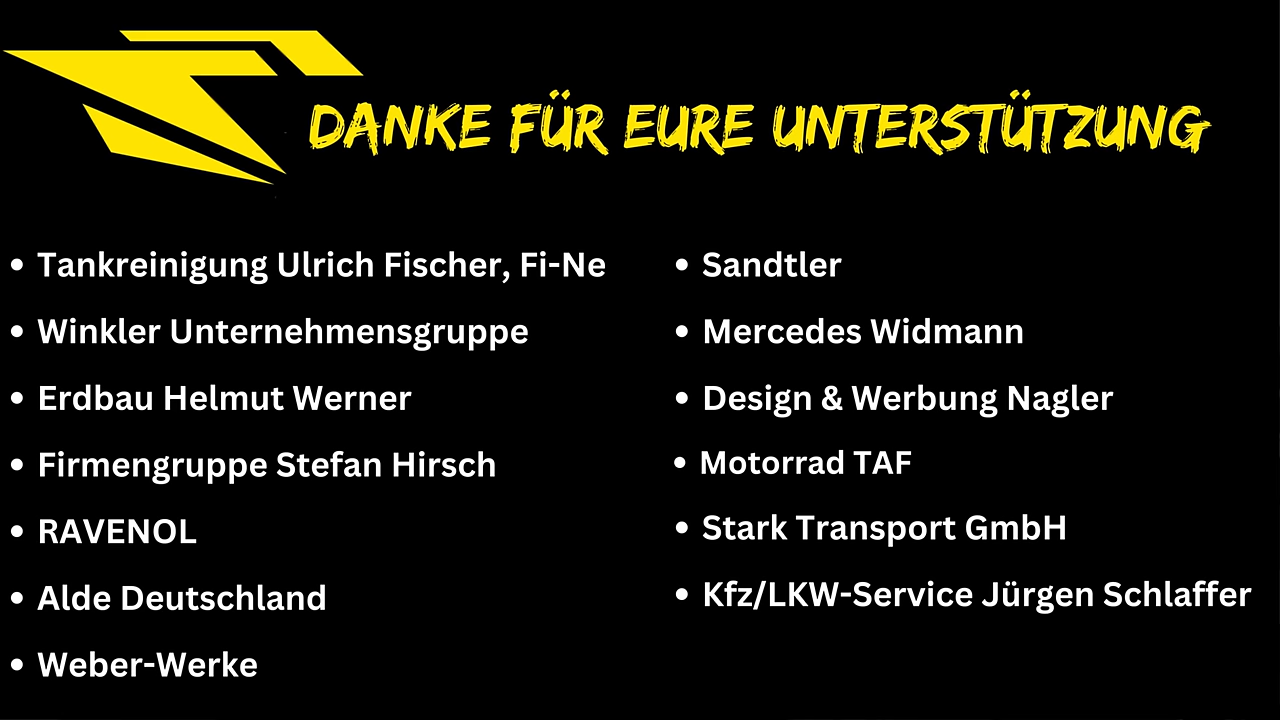 DANKE FÜR EURE UNTERSTÜTZUNG
• Tankreinigung Ulrich Fischer, Fi-Ne
• Winkler Unternehmensgruppe
• Erdbau Helmut Werner
• Firmengruppe Stefan Hirsch
• RAVENOL
• Alde Deutschland
• Weber-Werke
• Sandtler
• Mercedes Widmann
• Design & Werbung Nagler
• Motorrad TAF
• Stark Transport GmbH
• Kfz/LKW-Service Jürgen Schlaffer